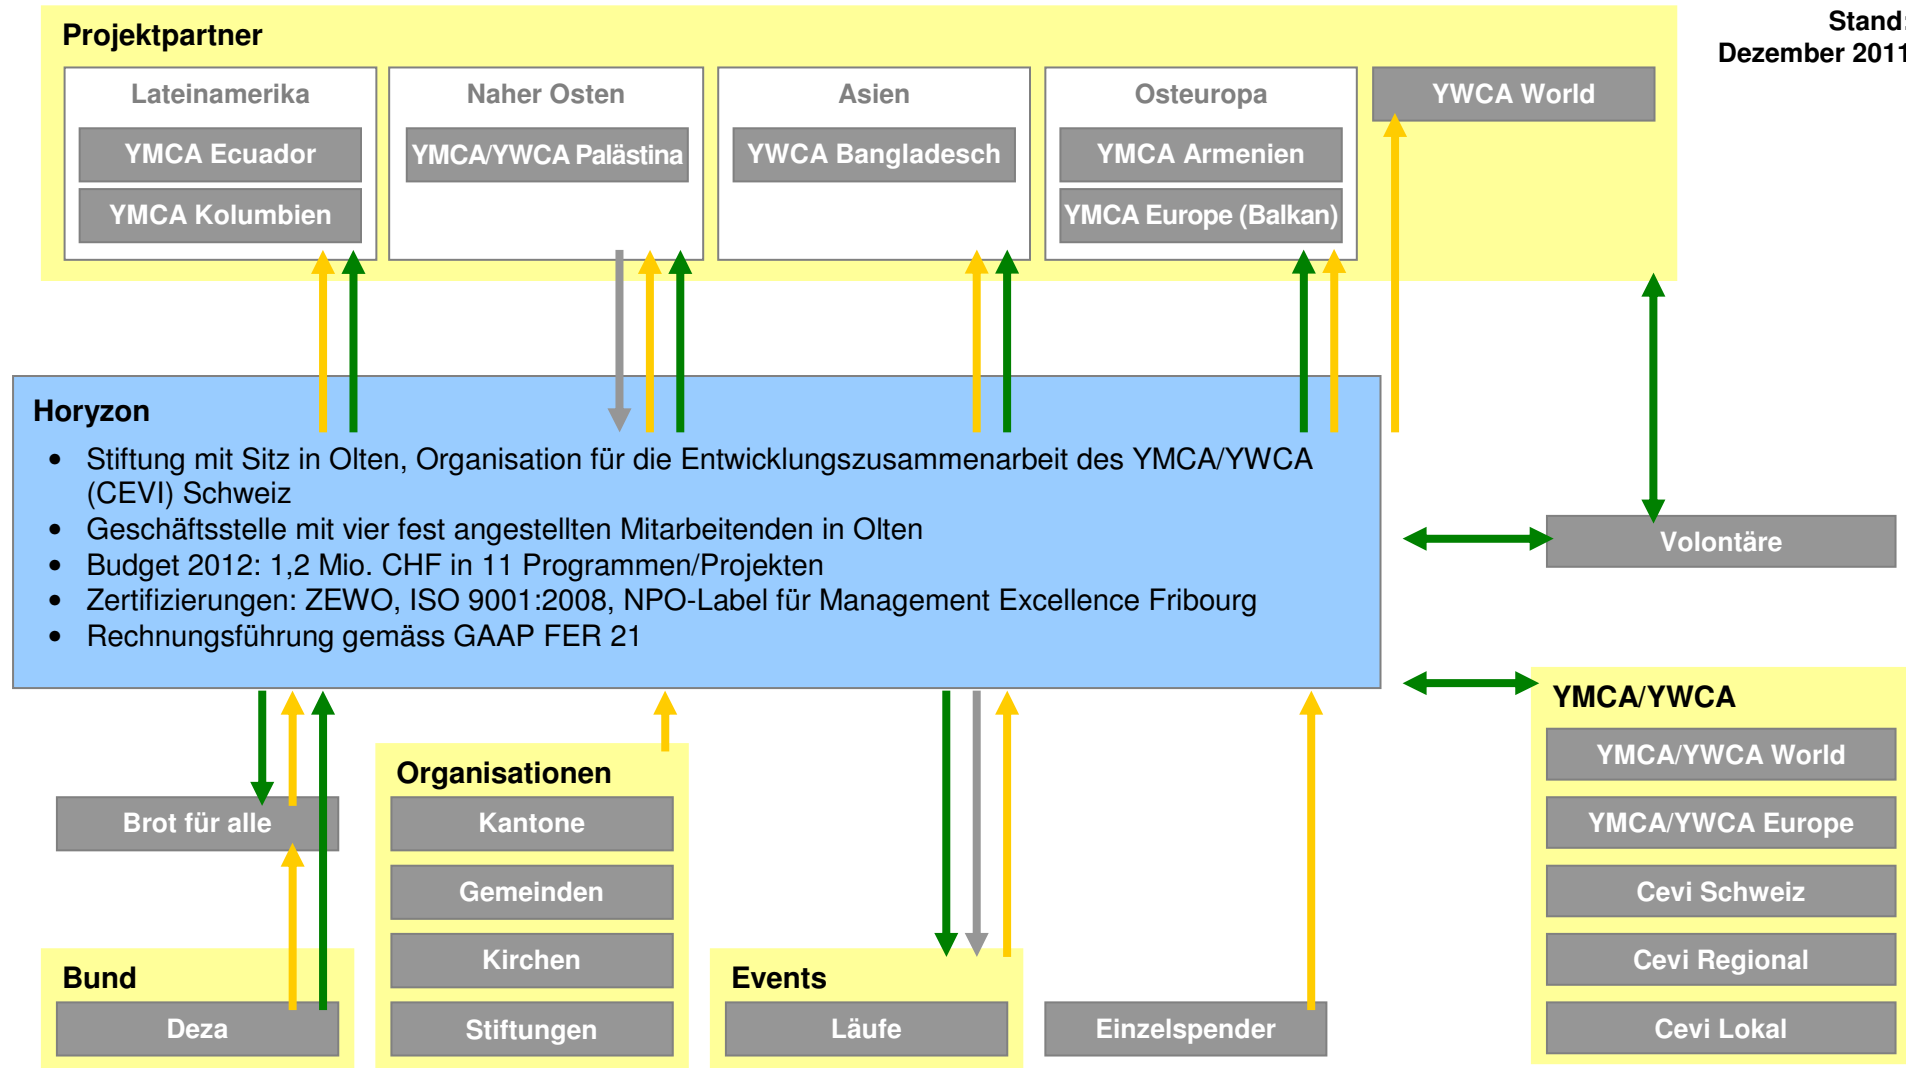 Stand:
Dezember 2011
Projektpartner
Lateinamerika
YMCA Ecuador
YMCA Kolumbien
Naher Osten
YMCA/YWCA Palästina
Asien
YWCA Bangladesch
Osteuropa
YMCA Armenien
YMCA Europe (Balkan)
YWCA World
Horyzon
• Stiftung mit Sitz in Olten, Organisation für die Entwicklungszusammenarbeit des YMCA/YWCA
(CEVI) Schweiz
• Geschäftsstelle mit vier fest angestellten Mitarbeitenden in Olten
• Budget 2012: 1,2 Mio. CHF in 11 Programmen/Projekten
• Zertifizierungen: ZEWO, ISO 9001:2008, NPO-Label für Management Excellence Fribourg
• Rechnungsführung gemäss GAAP FER 21
Volontäre
Brot für alle
Bund
Deza
Organisationen
Kantone
Gemeinden
Kirchen
Stiftungen
Events
Läufe
Einzelspender
YMCA/YWCA
YMCA/YWCA World
YMCA/YWCA Europe
Cevi Schweiz
Cevi Regional
Cevi Lokal